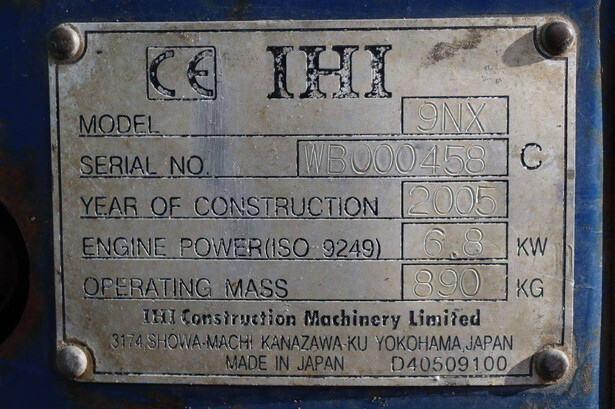 CE IHI
MODEL 9NX
SERIAL NO. WB000458 C
YEAR OF CONSTRUCTION 2005
ENGINE POWER(ISO 9249) 6.8 KW
OPERATING MASS 890 KG
IHI Construction Machinery Limited
3174,SHOWA-MACHI KANAZAWA-KU YOKOHAMA,JAPAN
MADE IN JAPAN D40509100